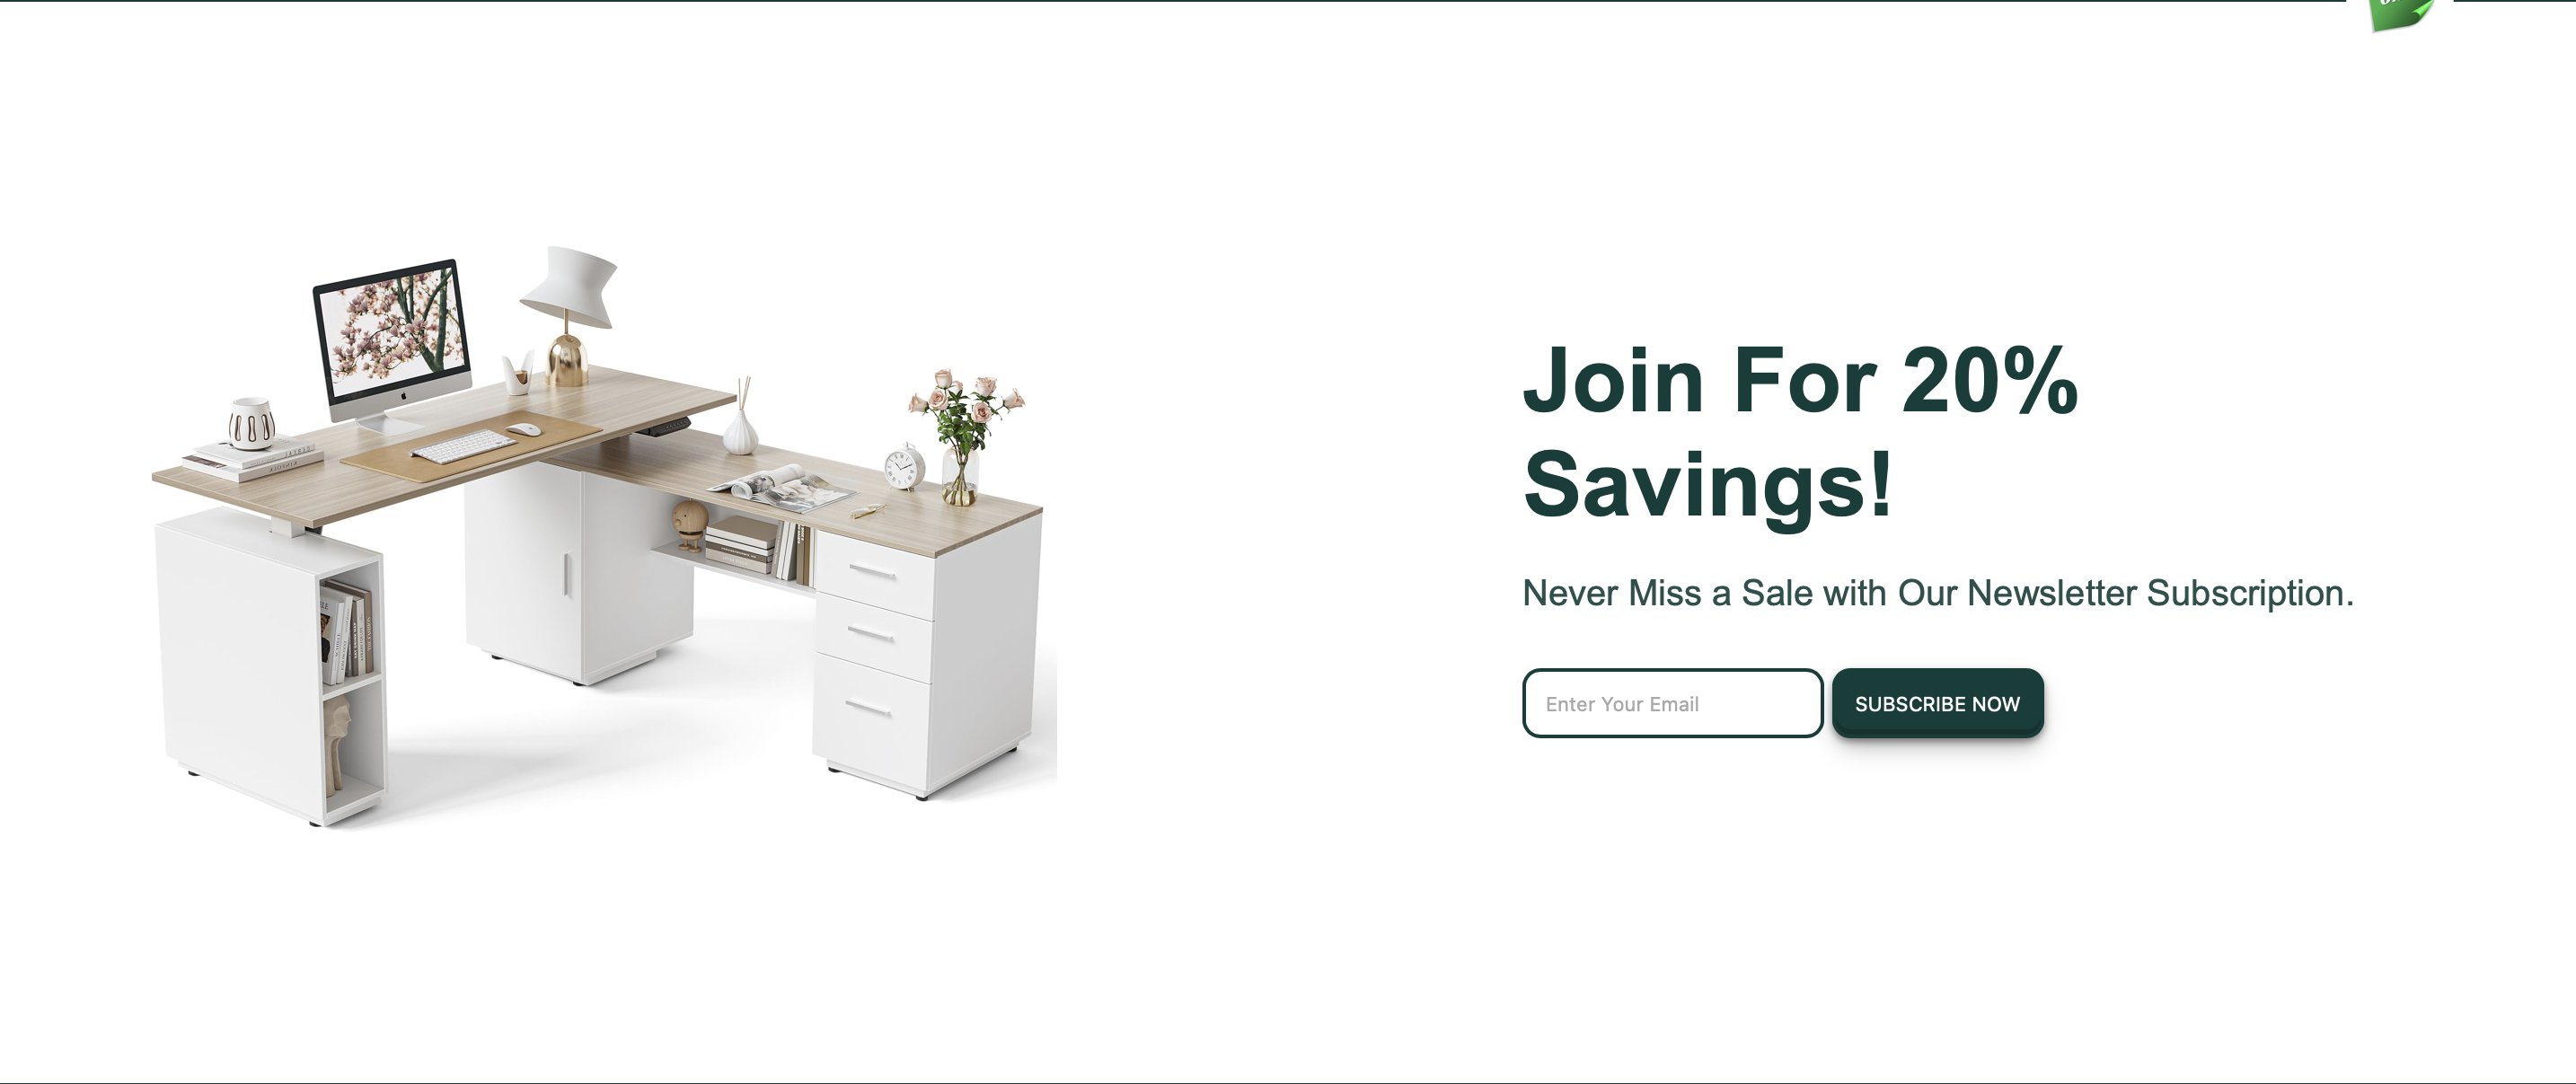 Join For 20%
Savings!
Never Miss a Sale with Our Newsletter Subscription.
Enter Your Email
SUBSCRIBE NOW